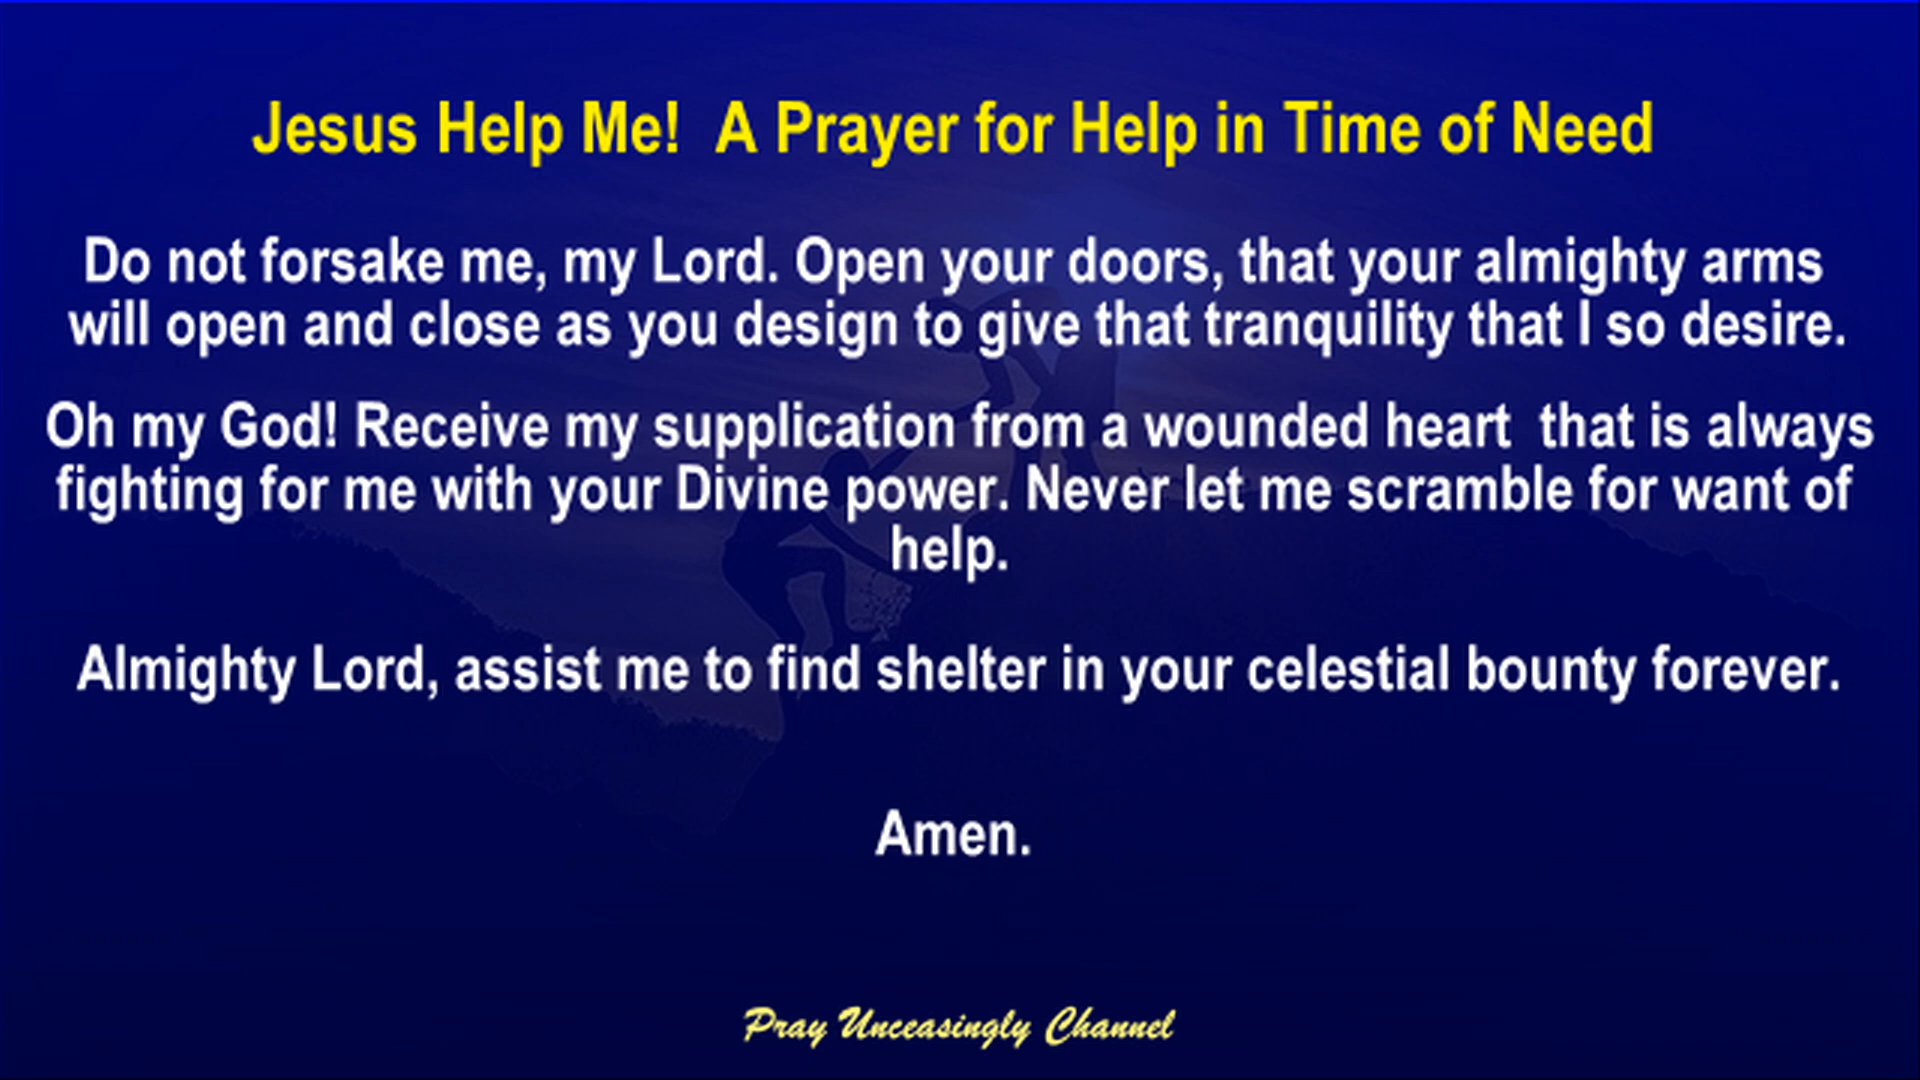 Jesus Help Me!  A Prayer for Help in Time of Need
Do not forsake me, my Lord. Open your doors, that your almighty arms
will open and close as you design to give that tranquility that I so desire.
Oh my God! Receive my supplication from a wounded heart  that is always
fighting for me with your Divine power. Never let me scramble for want of
help.
Almighty Lord, assist me to find shelter in your celestial bounty forever.
Amen.
Pray Unceasingly Channel